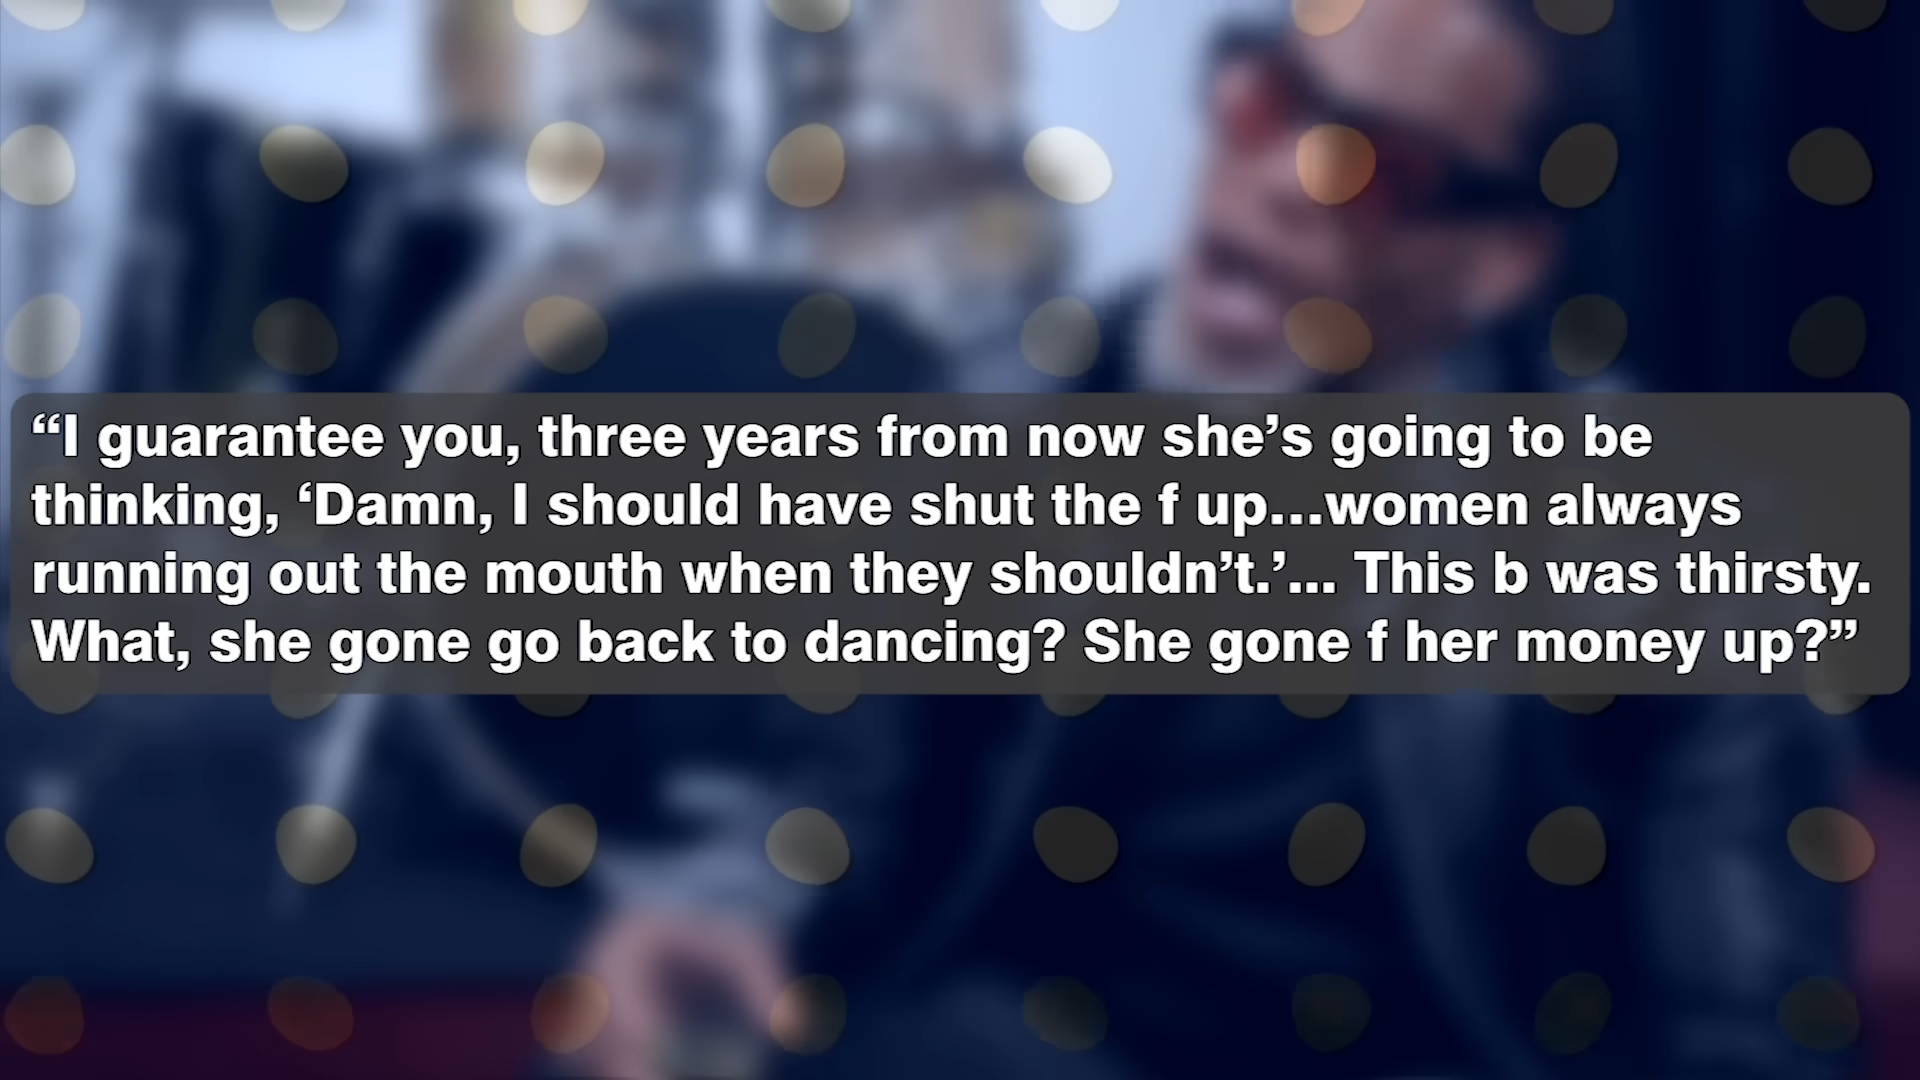 “I guarantee you, three years from now she’s going to be
thinking, ‘Damn, I should have shut the f up...women always
running out the mouth when they shouldn’t.’... This b was thirsty.
What, she gone go back to dancing? She gone f her money up?”